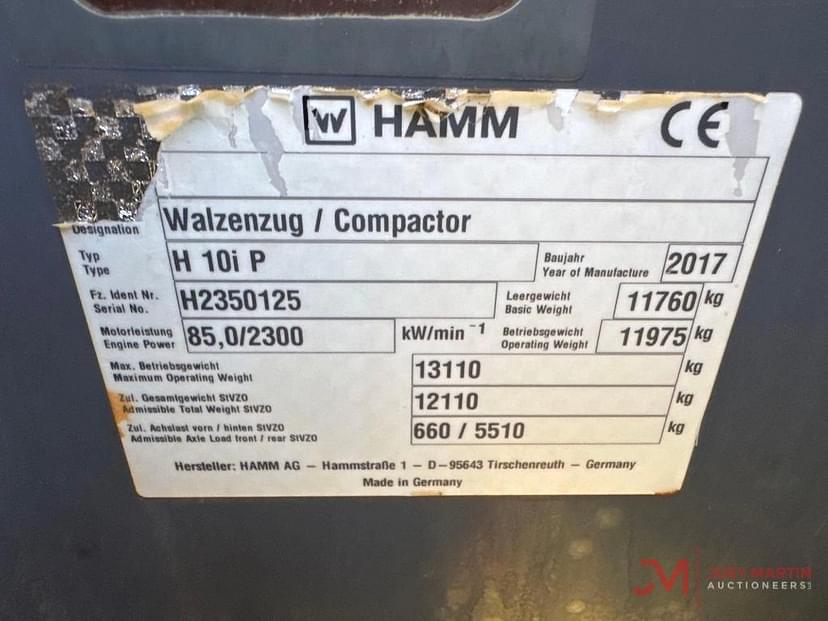 W HAMM CE
Designation Walzenzug / Compactor
Typ
Type H 10i P
Baujahr
Year of Manufacture 2017
Fz. Ident Nr.
Serial No. H2350125
Leergewicht
Basic Weight 11760 kg
Motorleistung
Engine Power 85,0/2300 kW/min⁻¹
Betriebsgewicht
Operating Weight 11975 kg
Max. Betriebsgewicht
Maximum Operating Weight 13110 kg
Zul. Gesamtgewicht StVZO
Admissible Total Weight StVZO 12110 kg
Zul. Achslast vorn / hinten StVZO
Admissible Axle Load front / rear StVZO 660 / 5510 kg
Hersteller: HAMM AG – Hammstraße 1 – D–95643 Tirschenreuth – Germany
Made in Germany
JM JOEY MARTIN
AUCTIONEERS